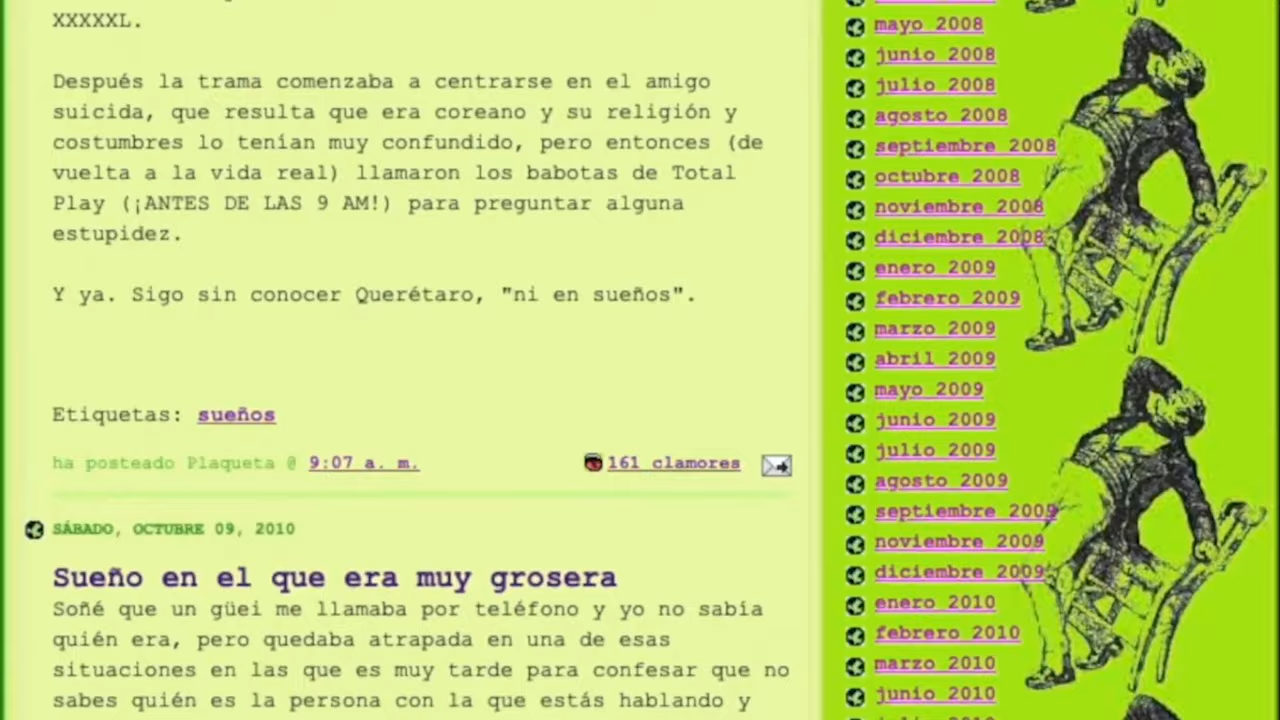 XXXXXL.
Después la trama comenzaba a centrarse en el amigo
suicida, que resulta que era coreano y su religión y
costumbres lo tenían muy confundido, pero entonces (de
vuelta a la vida real) llamaron los babotas de Total
Play (¡ANTES DE LAS 9 AM!) para preguntar alguna
estupidez.
Y ya. Sigo sin conocer Querétaro, "ni en sueños".
Etiquetas: sueños
ha posteado Plaqueta @ 9:07 a. m.
161 clamores
SÁBADO, OCTUBRE 09, 2010
Sueño en el que era muy grosera
Soñé que un güei me llamaba por teléfono y yo no sabía
quién era, pero quedaba atrapada en una de esas
situaciones en las que es muy tarde para confesar que no
sabes quién es la persona con la que estás hablando y
mayo 2008
junio 2008
julio 2008
agosto 2008
septiembre 2008
octubre 2008
noviembre 2008
diciembre 2008
enero 2009
febrero 2009
marzo 2009
abril 2009
mayo 2009
junio 2009
julio 2009
agosto 2009
septiembre 2009
noviembre 2009
diciembre 2009
enero 2010
febrero 2010
marzo 2010
junio 2010